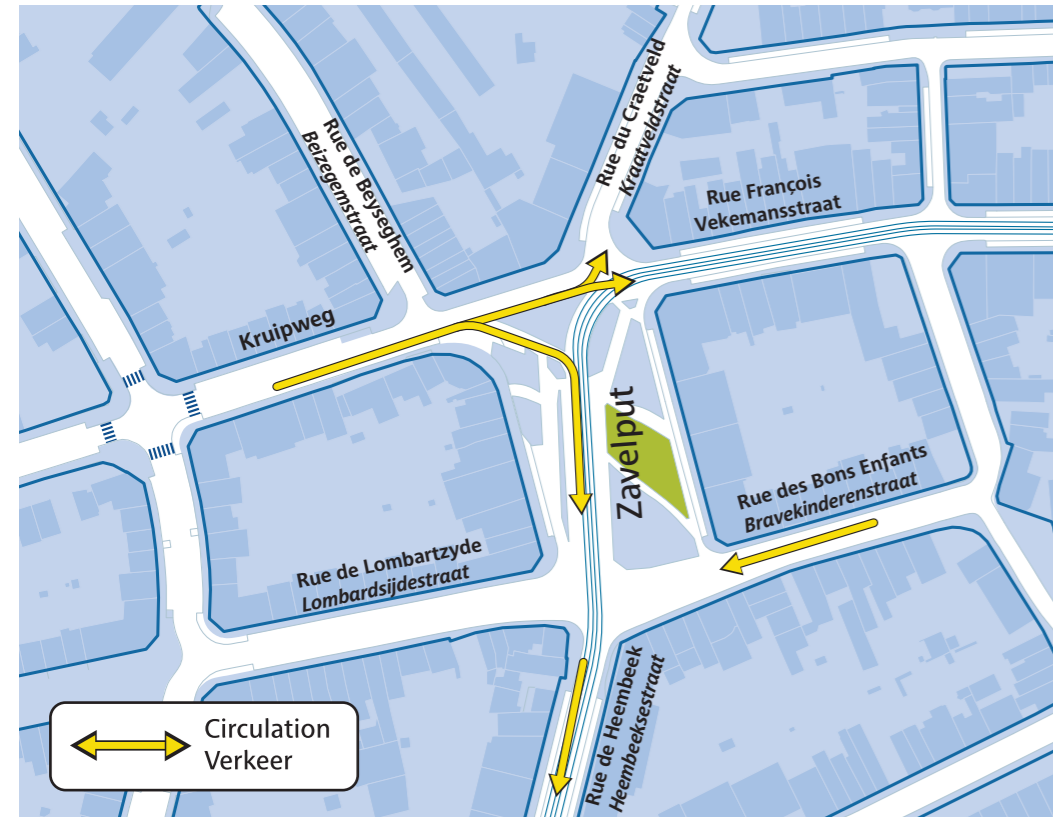 Rue du Craetveld
Kraatveldstraat
Rue de Beyseghem
Beizegemstraat
Rue François
Vekemansstraat
Kruipweg
Zavelput
Rue des Bons Enfants
Bravekinderenstraat
Rue de Lombartzyde
Lombardsijdestraat
Rue de Heembeek
Heembeeksestraat
Circulation
Verkeer